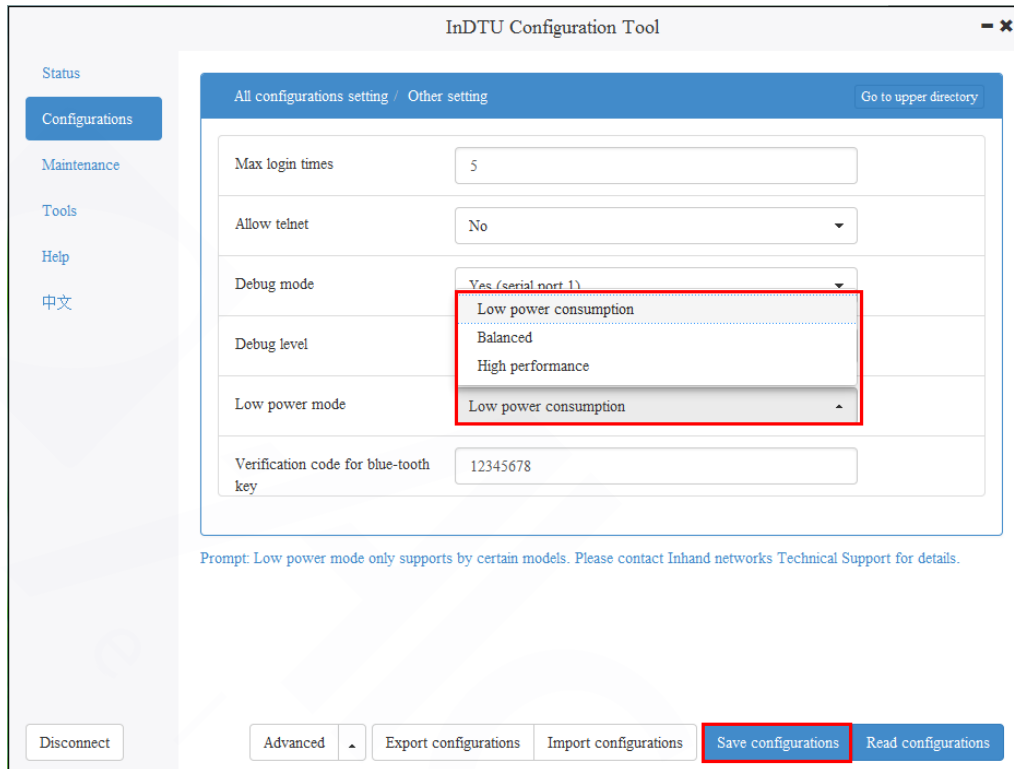 InDTU Configuration Tool
Status
Configurations
Maintenance
Tools
Help
中文
All configurations setting / Other setting
Go to upper directory
Max login times
5
Allow telnet
No
Debug mode
Yes (serial port 1)
Low power consumption
Balanced
High performance
Debug level
Low power mode
Low power consumption
Verification code for blue-tooth
key
12345678
Prompt: Low power mode only supports by certain models. Please contact Inhand networks Technical Support for details.
Disconnect
Advanced
Export configurations
Import configurations
Save configurations
Read configurations